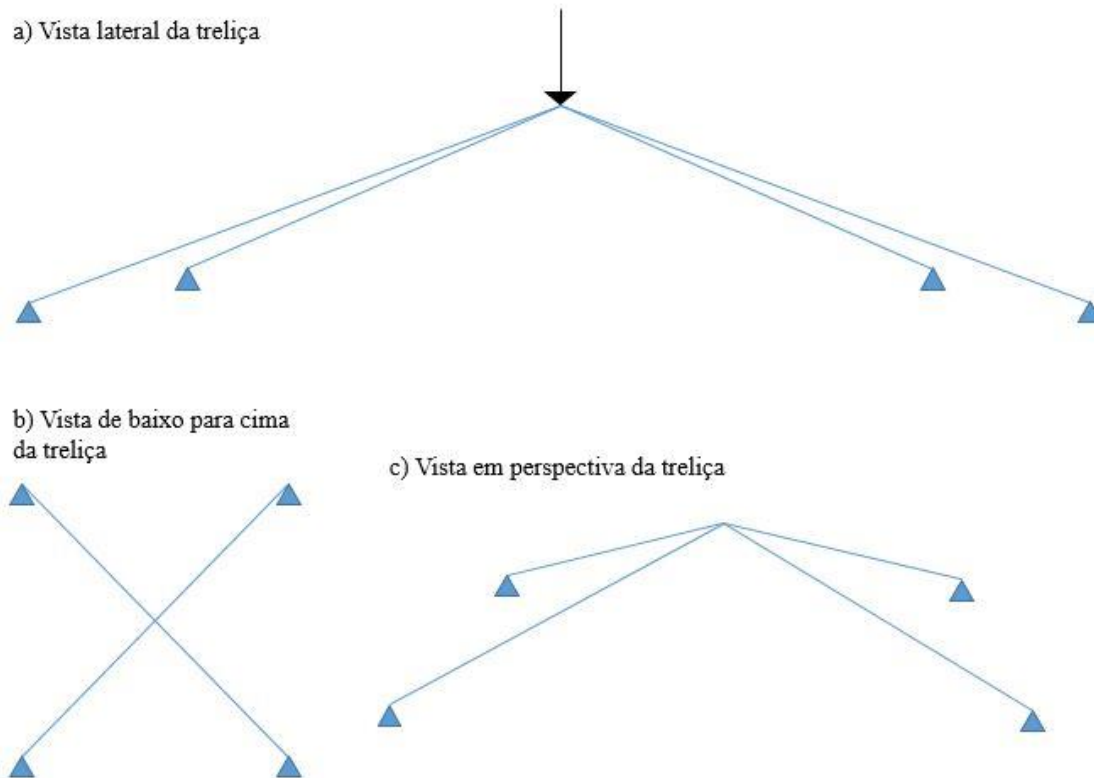 a) Vista lateral da treliça
b) Vista de baixo para cima
da treliça
c) Vista em perspectiva da treliça